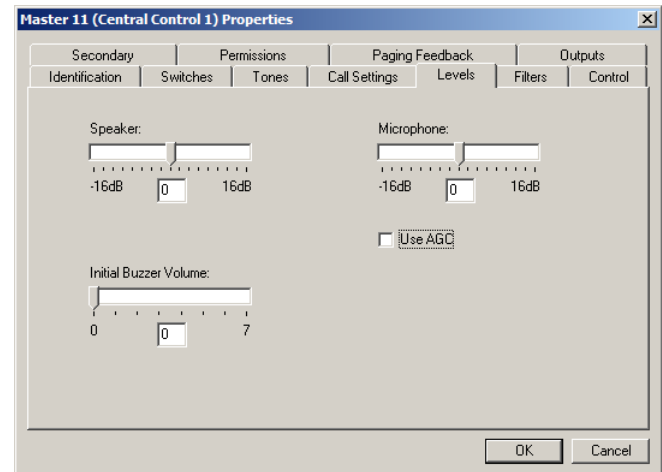 Master 11 (Central Control 1) Properties
Secondary Permissions Paging Feedback Outputs
Identification Switches Tones Call Settings Levels Filters Control
Speaker: Microphone:
-16dB 0 16dB -16dB 0 16dB
Use AGC
Initial Buzzer Volume:
0 0 7
OK Cancel